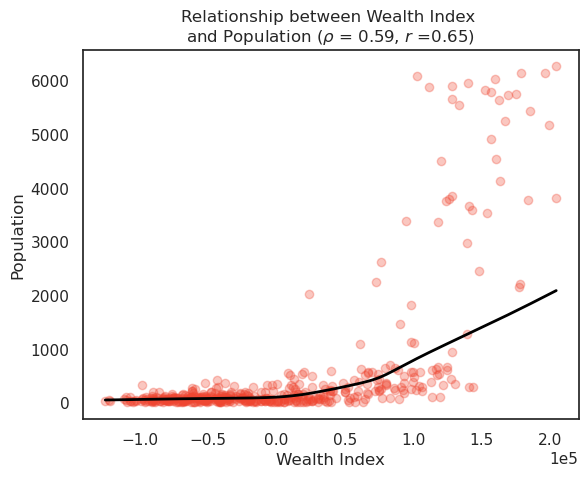 Relationship between Wealth Index
and Population (ρ = 0.59, r =0.65)
Population
6000
5000
4000
3000
2000
1000
0
−1.0 −0.5 0.0 0.5 1.0 1.5 2.0
1e5
Wealth Index